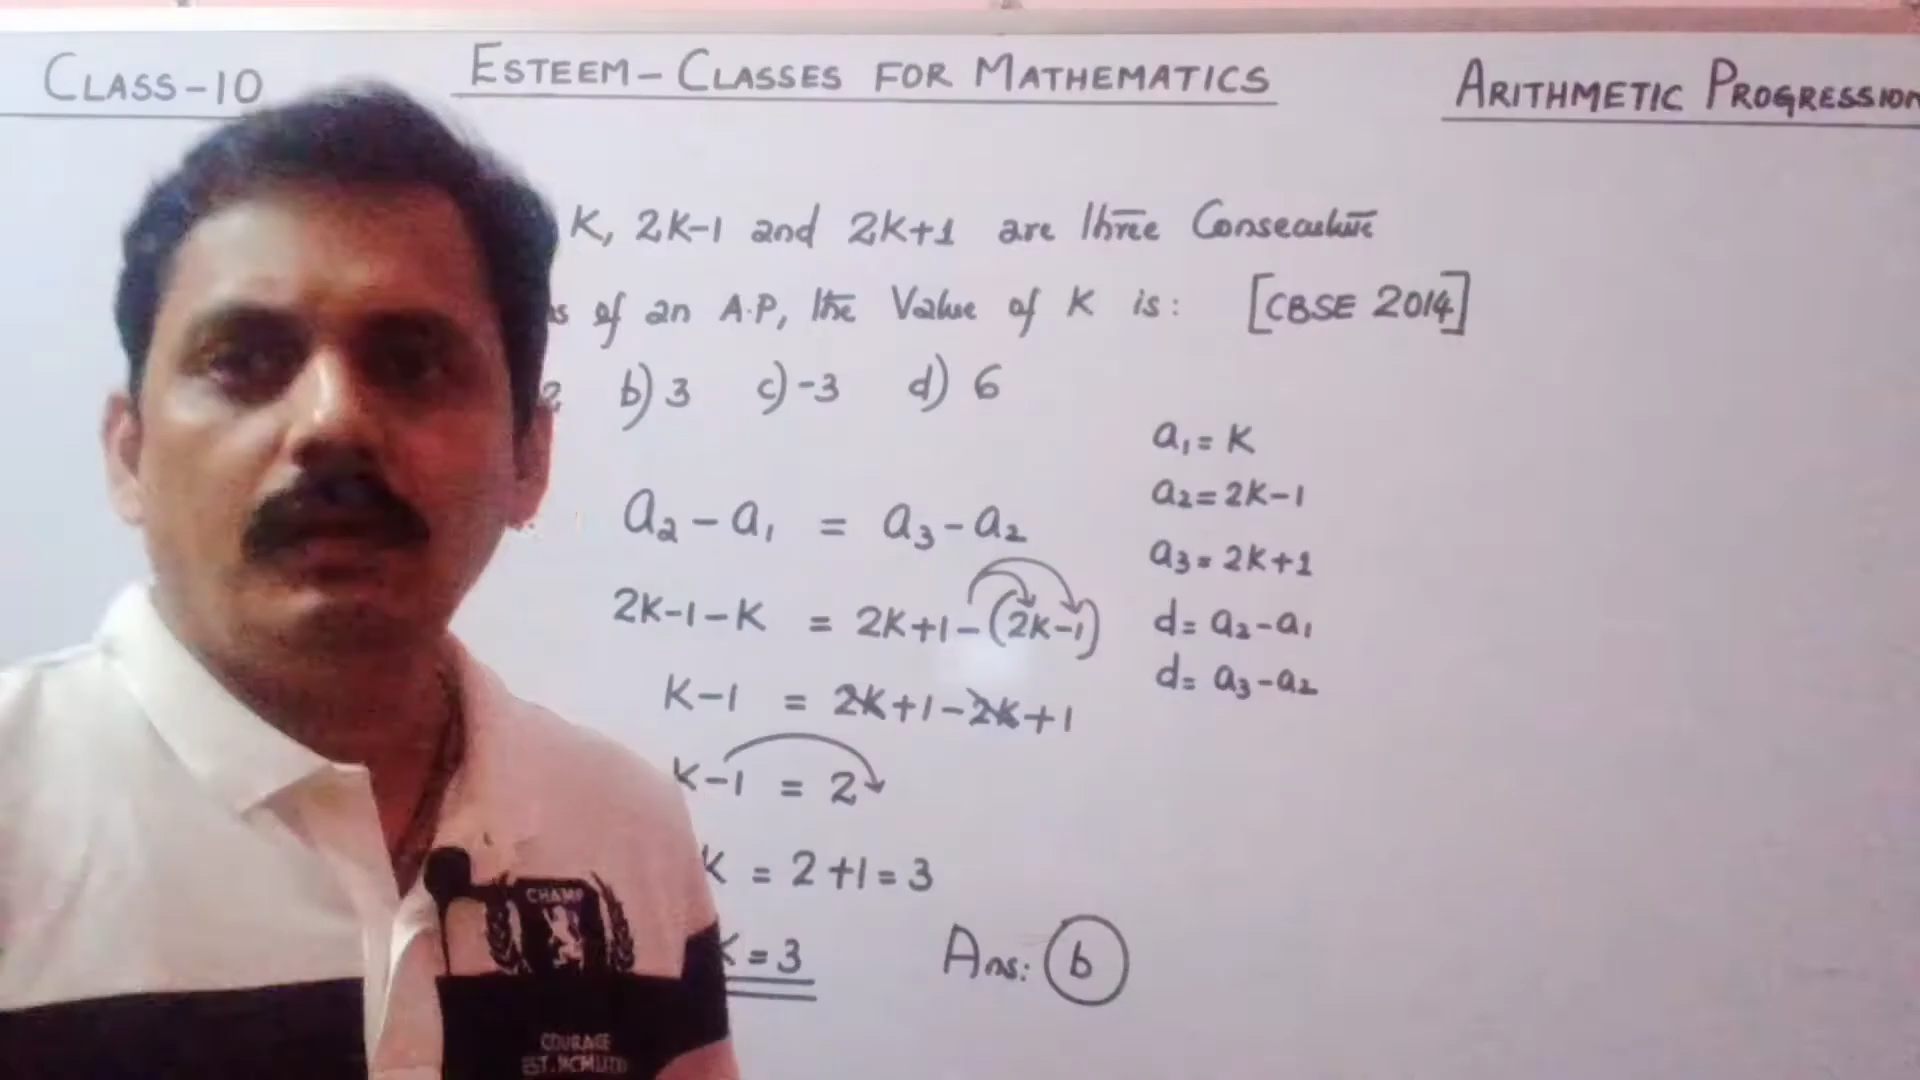 CLASS-10
ESTEEM - CLASSES FOR MATHEMATICS
ARITHMETIC PROGRESSION
K, 2K-1 and 2K+1 are three Consecutive
of an A.P, the Value of K is: [CBSE 2014]
2 b) 3 c) -3 d) 6
a₂ - a₁ = a₃ - a₂
2K-1-K = 2K+1-(2K-1)
K-1 = 2K+1-2K+1
K-1 = 2
K = 2+1=3
K=3
Ans: b
a₁ = K
a₂ = 2K-1
a₃ = 2K+1
d = a₂-a₁
d = a₃-a₂
CHAMP
COURAGE